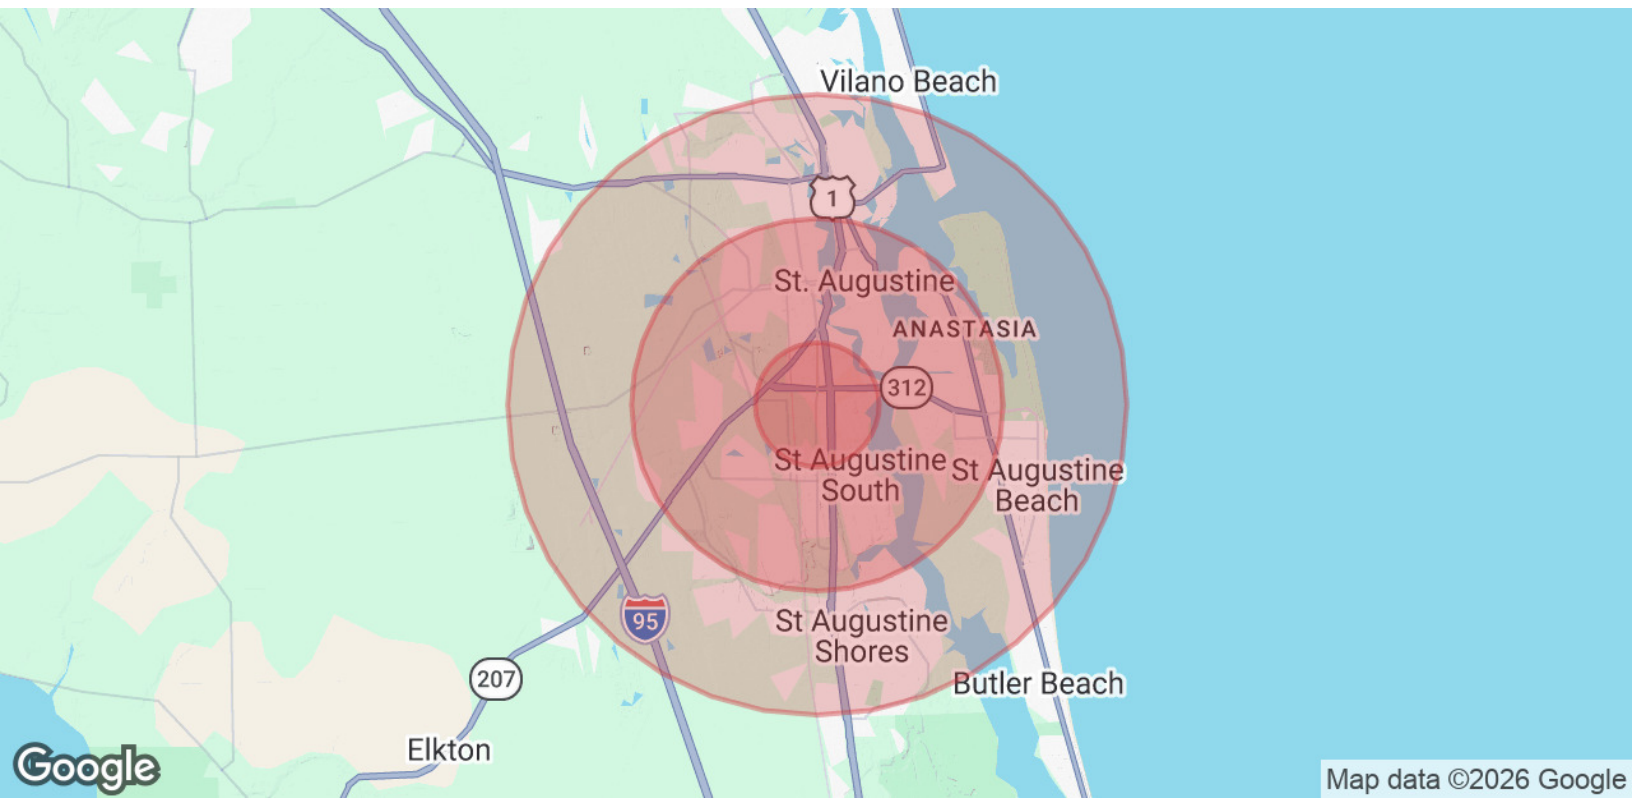 Vilano Beach
1
St. Augustine
ANASTASIA
312
St Augustine
South
St Augustine
Beach
95
St Augustine
Shores
207
Butler Beach
Elkton
Google
Map data ©2026 Google